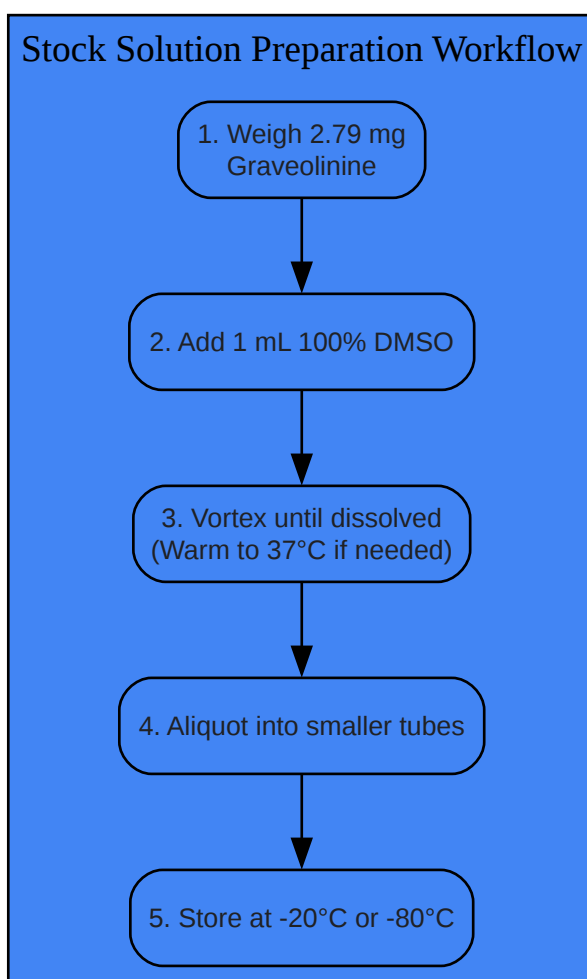 Stock Solution Preparation Workflow
1. Weigh 2.79 mg
Graveolinine
2. Add 1 mL 100% DMSO
3. Vortex until dissolved
(Warm to 37°C if needed)
4. Aliquot into smaller tubes
5. Store at -20°C or -80°C